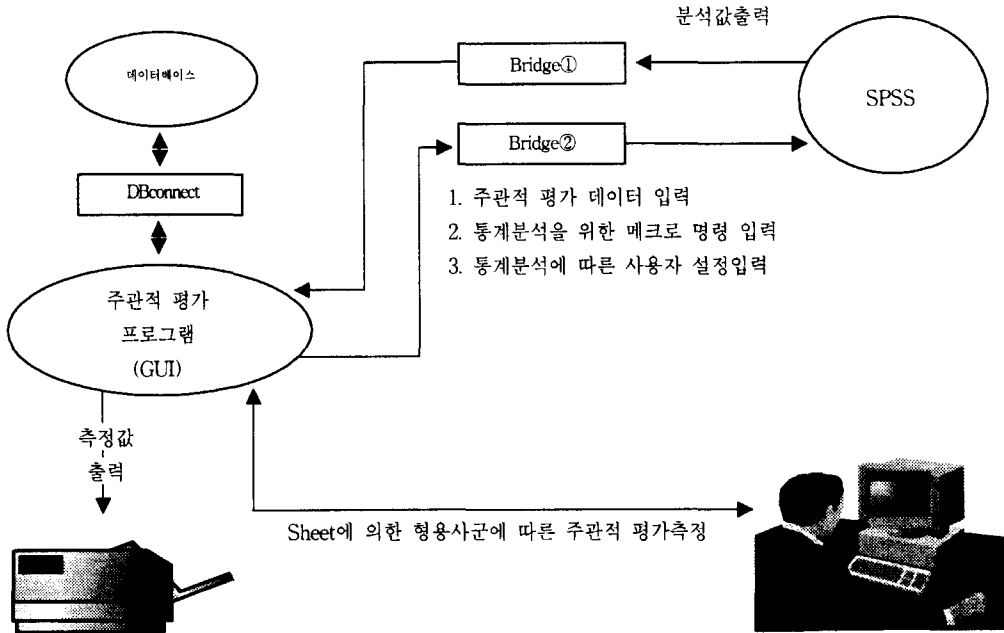 분석값출력
데이터베이스
Bridge①
SPSS
Bridge②
DBconnect
1. 주관적 평가 데이터 입력
2. 통계분석을 위한 메크로 명령 입력
3. 통계분석에 따른 사용자 설정입력
주관적 평가
프로그램
(GUI)
측정값
출력
Sheet에 의한 형용사군에 따른 주관적 평가측정